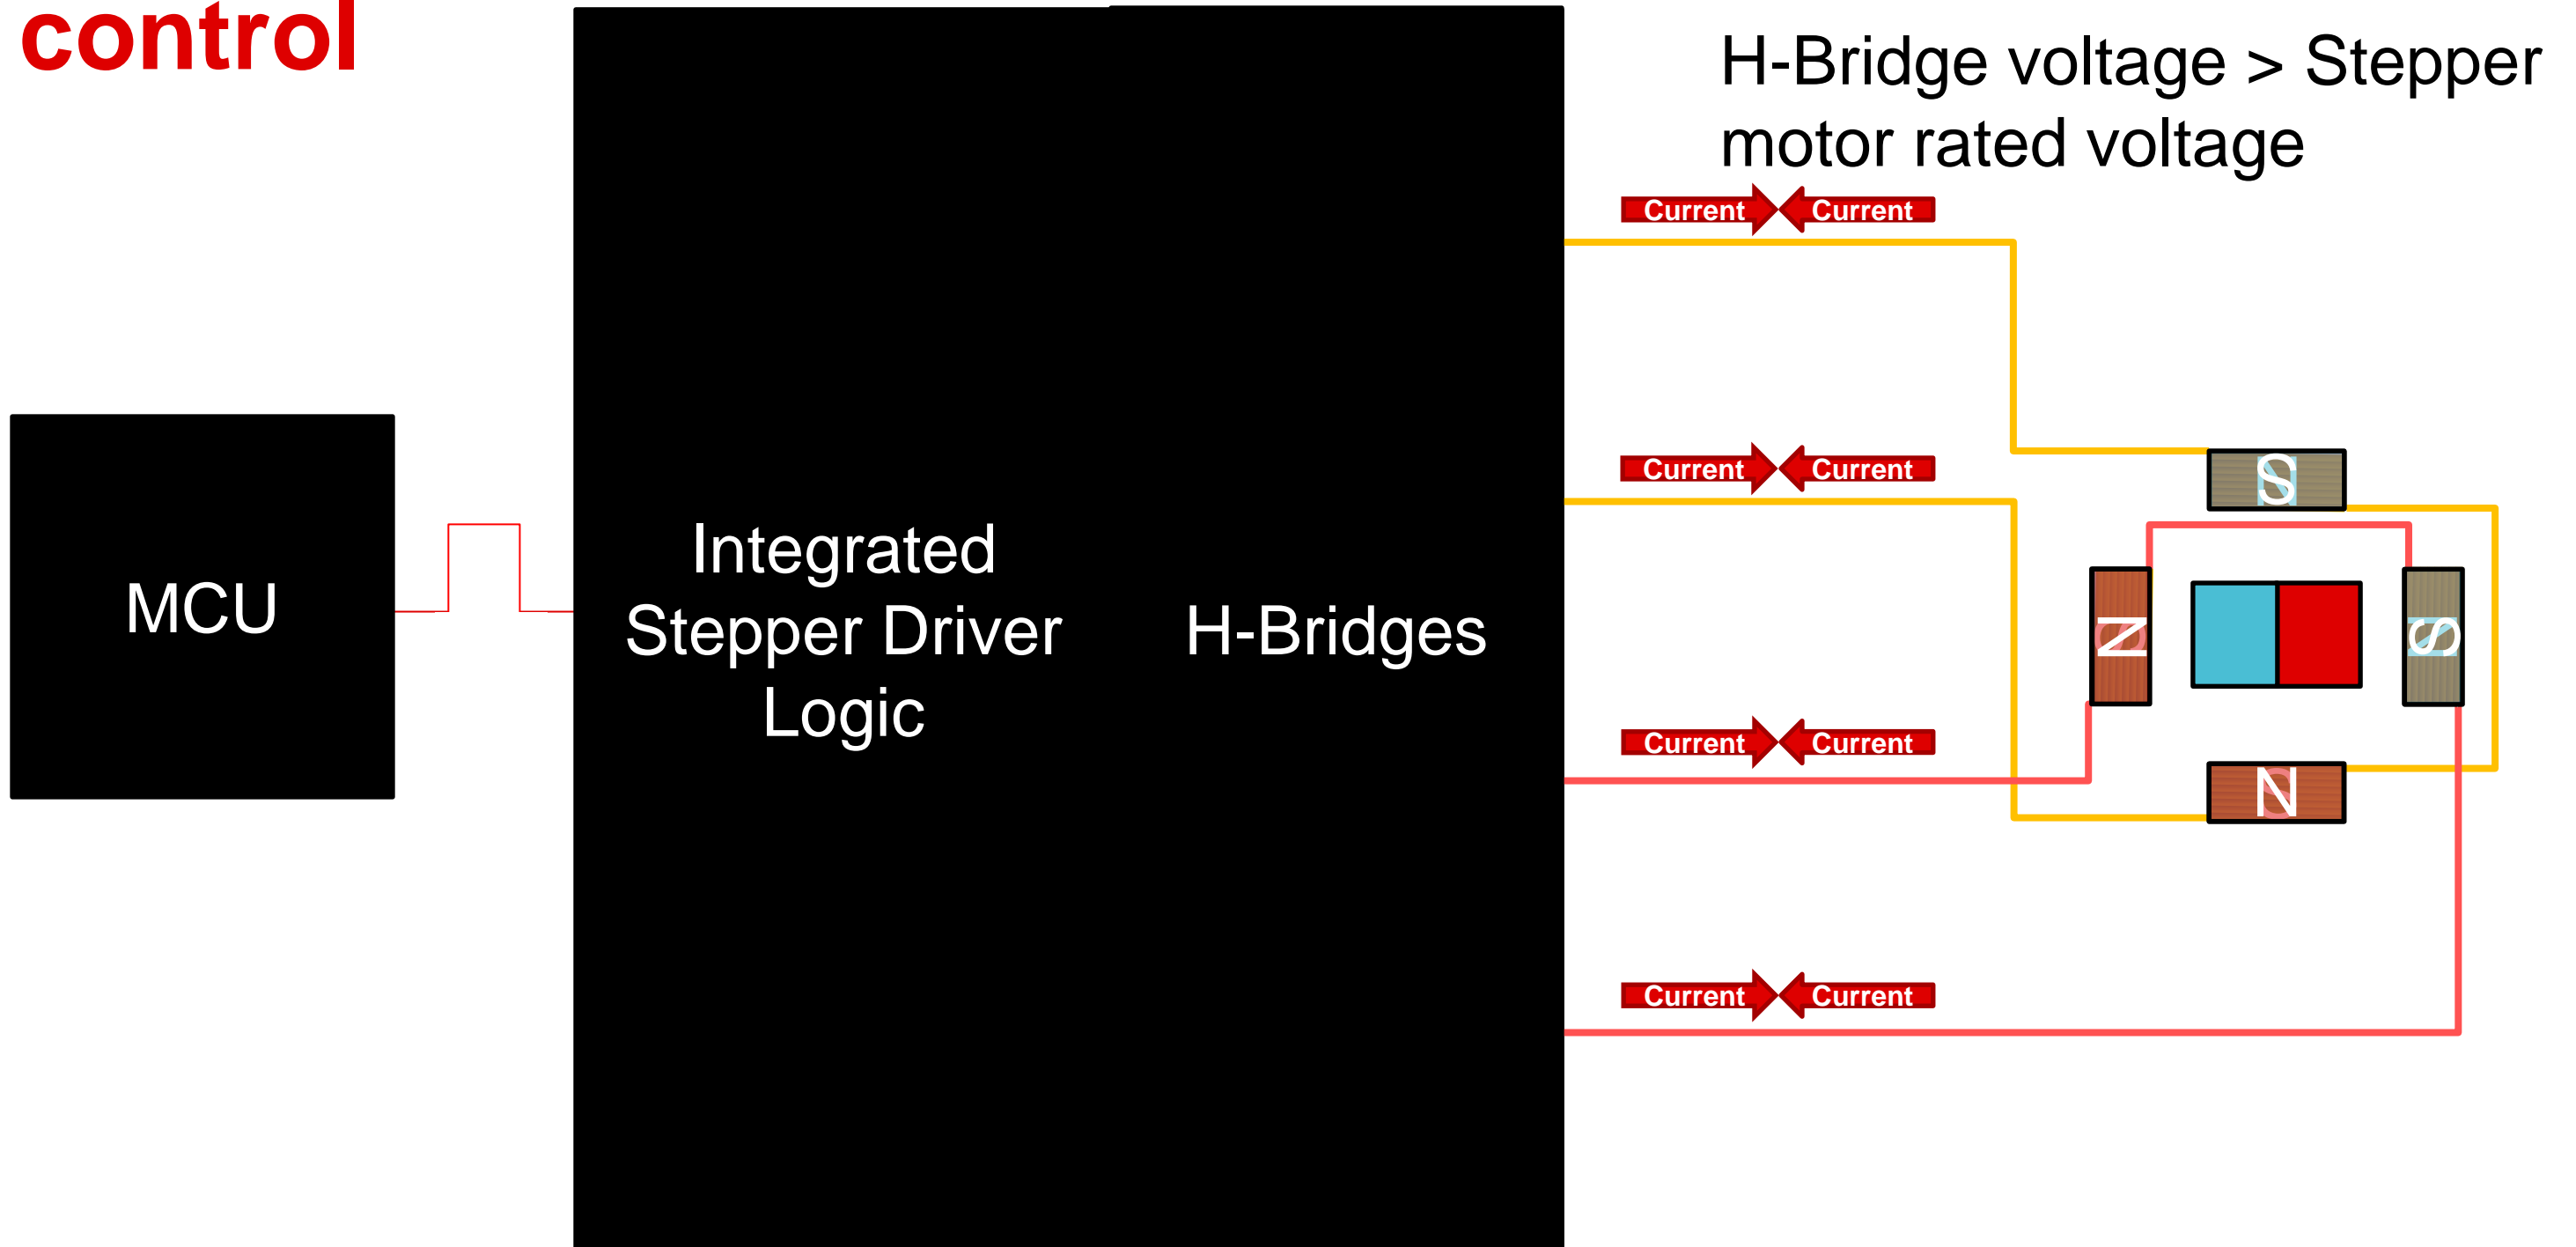 control
H-Bridge voltage > Stepper
motor rated voltage
Current Current
Current Current
S
MCU
Integrated
Stepper Driver
Logic
H-Bridges
N
S
Current Current
N
Current Current